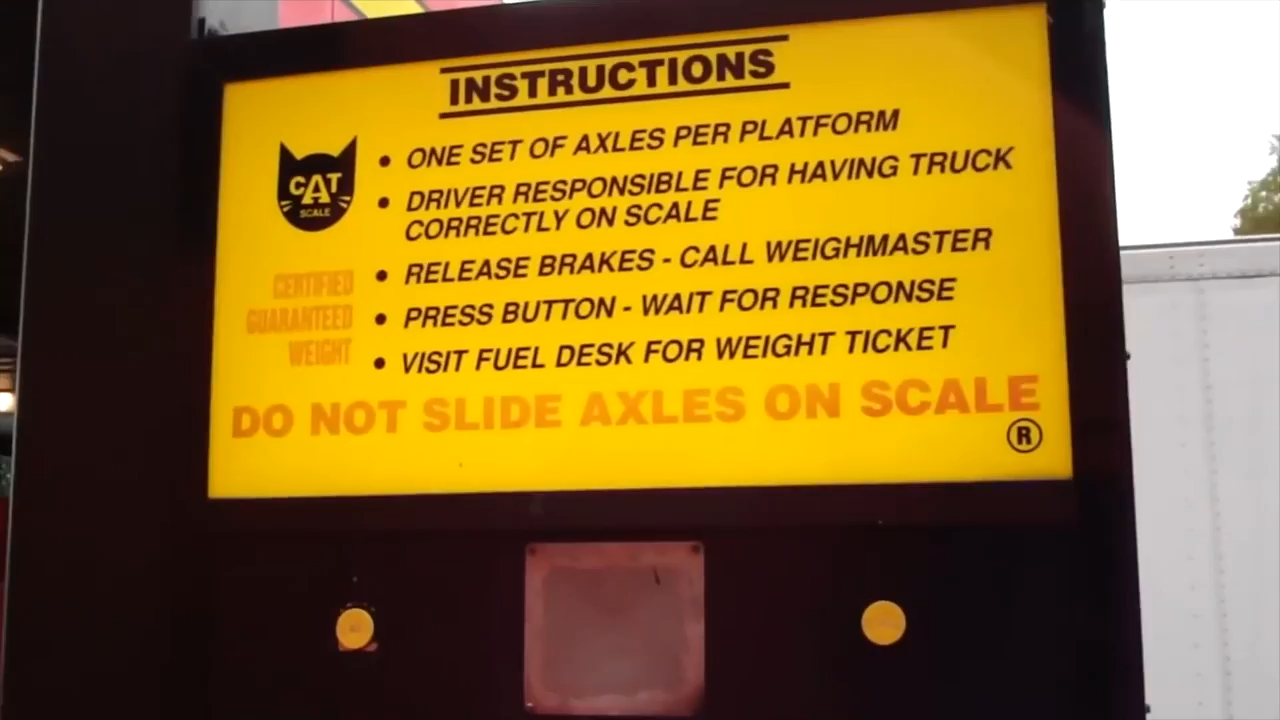 INSTRUCTIONS
CAT
SCALE
• ONE SET OF AXLES PER PLATFORM
• DRIVER RESPONSIBLE FOR HAVING TRUCK
CORRECTLY ON SCALE
• RELEASE BRAKES - CALL WEIGHMASTER
• PRESS BUTTON - WAIT FOR RESPONSE
• VISIT FUEL DESK FOR WEIGHT TICKET
CERTIFIED
GUARANTEED
WEIGHT
DO NOT SLIDE AXLES ON SCALE
®